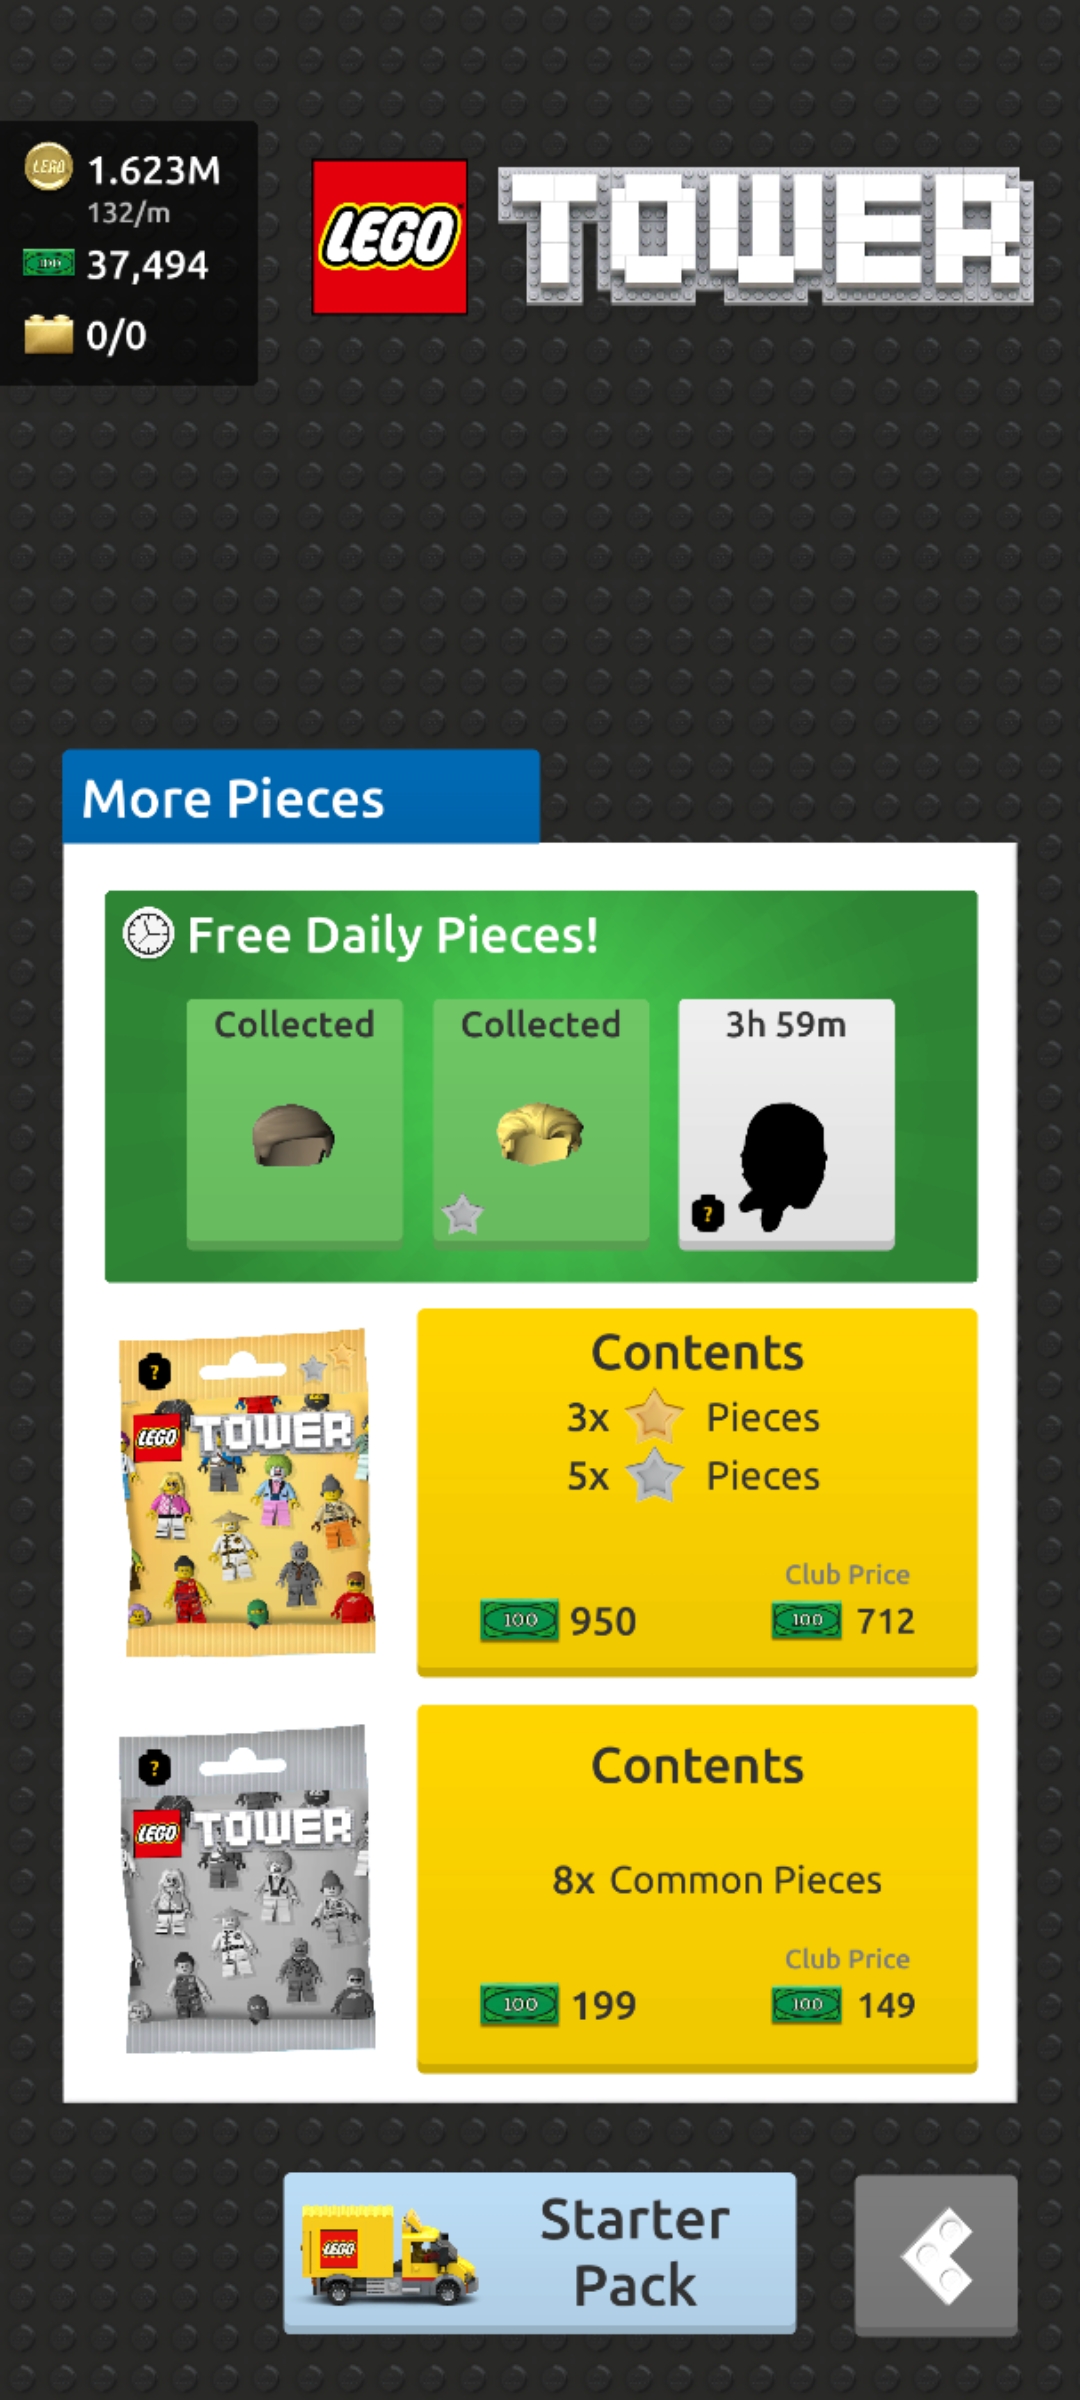 LEGO
1.623M
132/m
100
37,494
0/0
LEGO
TOWER
More Pieces
Free Daily Pieces!
Collected
Collected
3h 59m
?
?
LEGO
TOWER
Contents
3x Pieces
5x Pieces
Club Price
100 950
100 712
?
LEGO
TOWER
Contents
8x Common Pieces
Club Price
100 199
100 149
LEGO
Starter
Pack